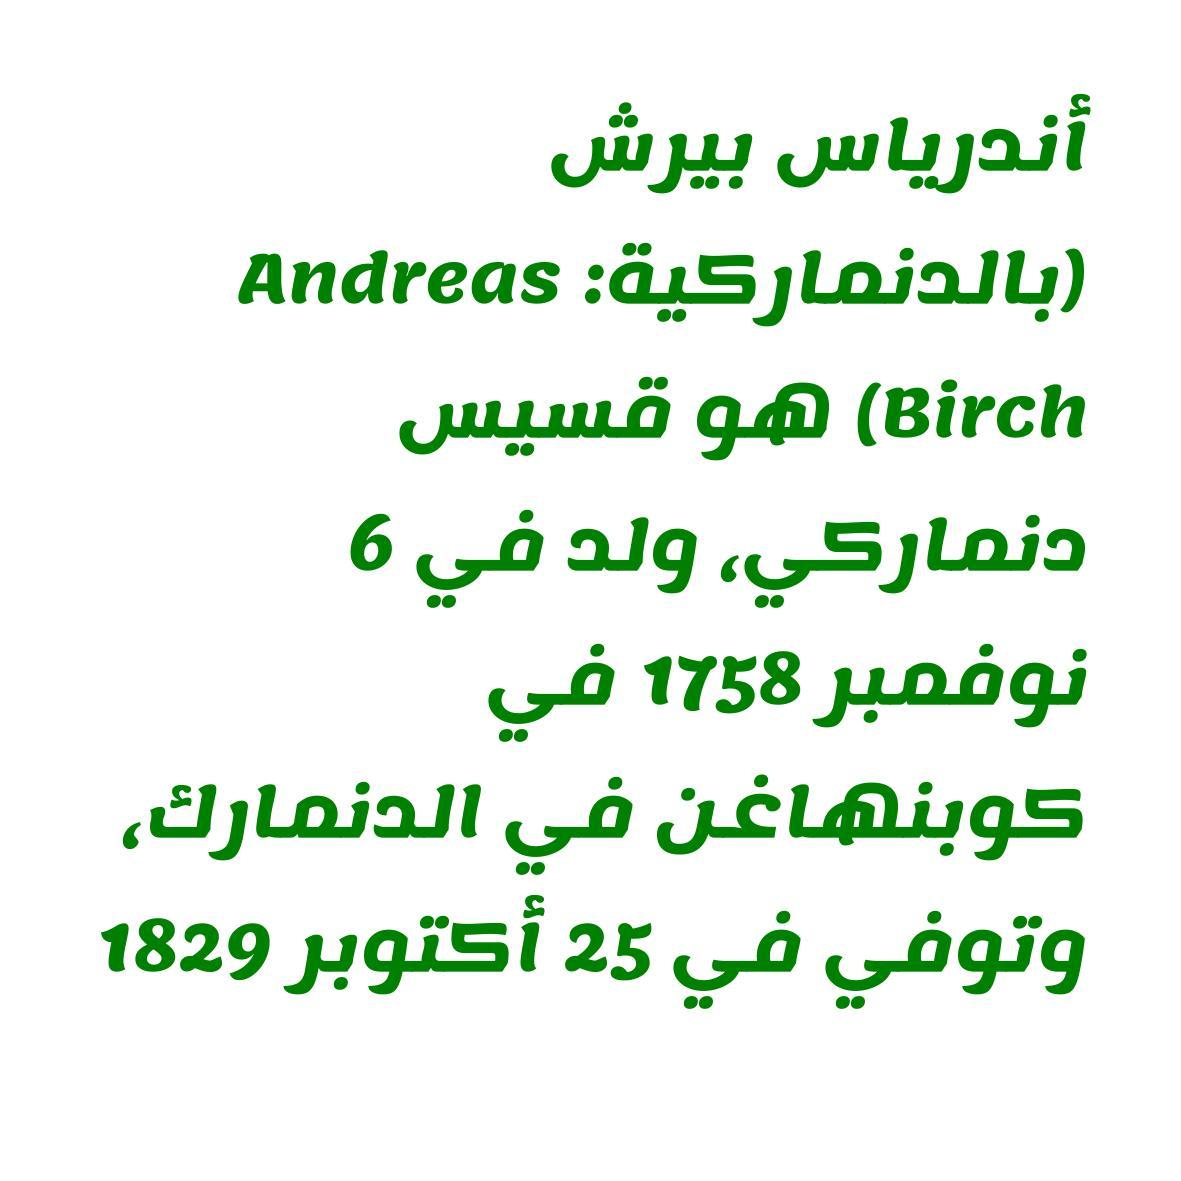 أندرياس بيرش
(بالدنماركية: Andreas
Birch) هو قسيس
دنماركي، ولد في 6
نوفمبر 1758 في
كوبنهاغن في الدنمارك،
وتوفي في 25 أكتوبر 1829